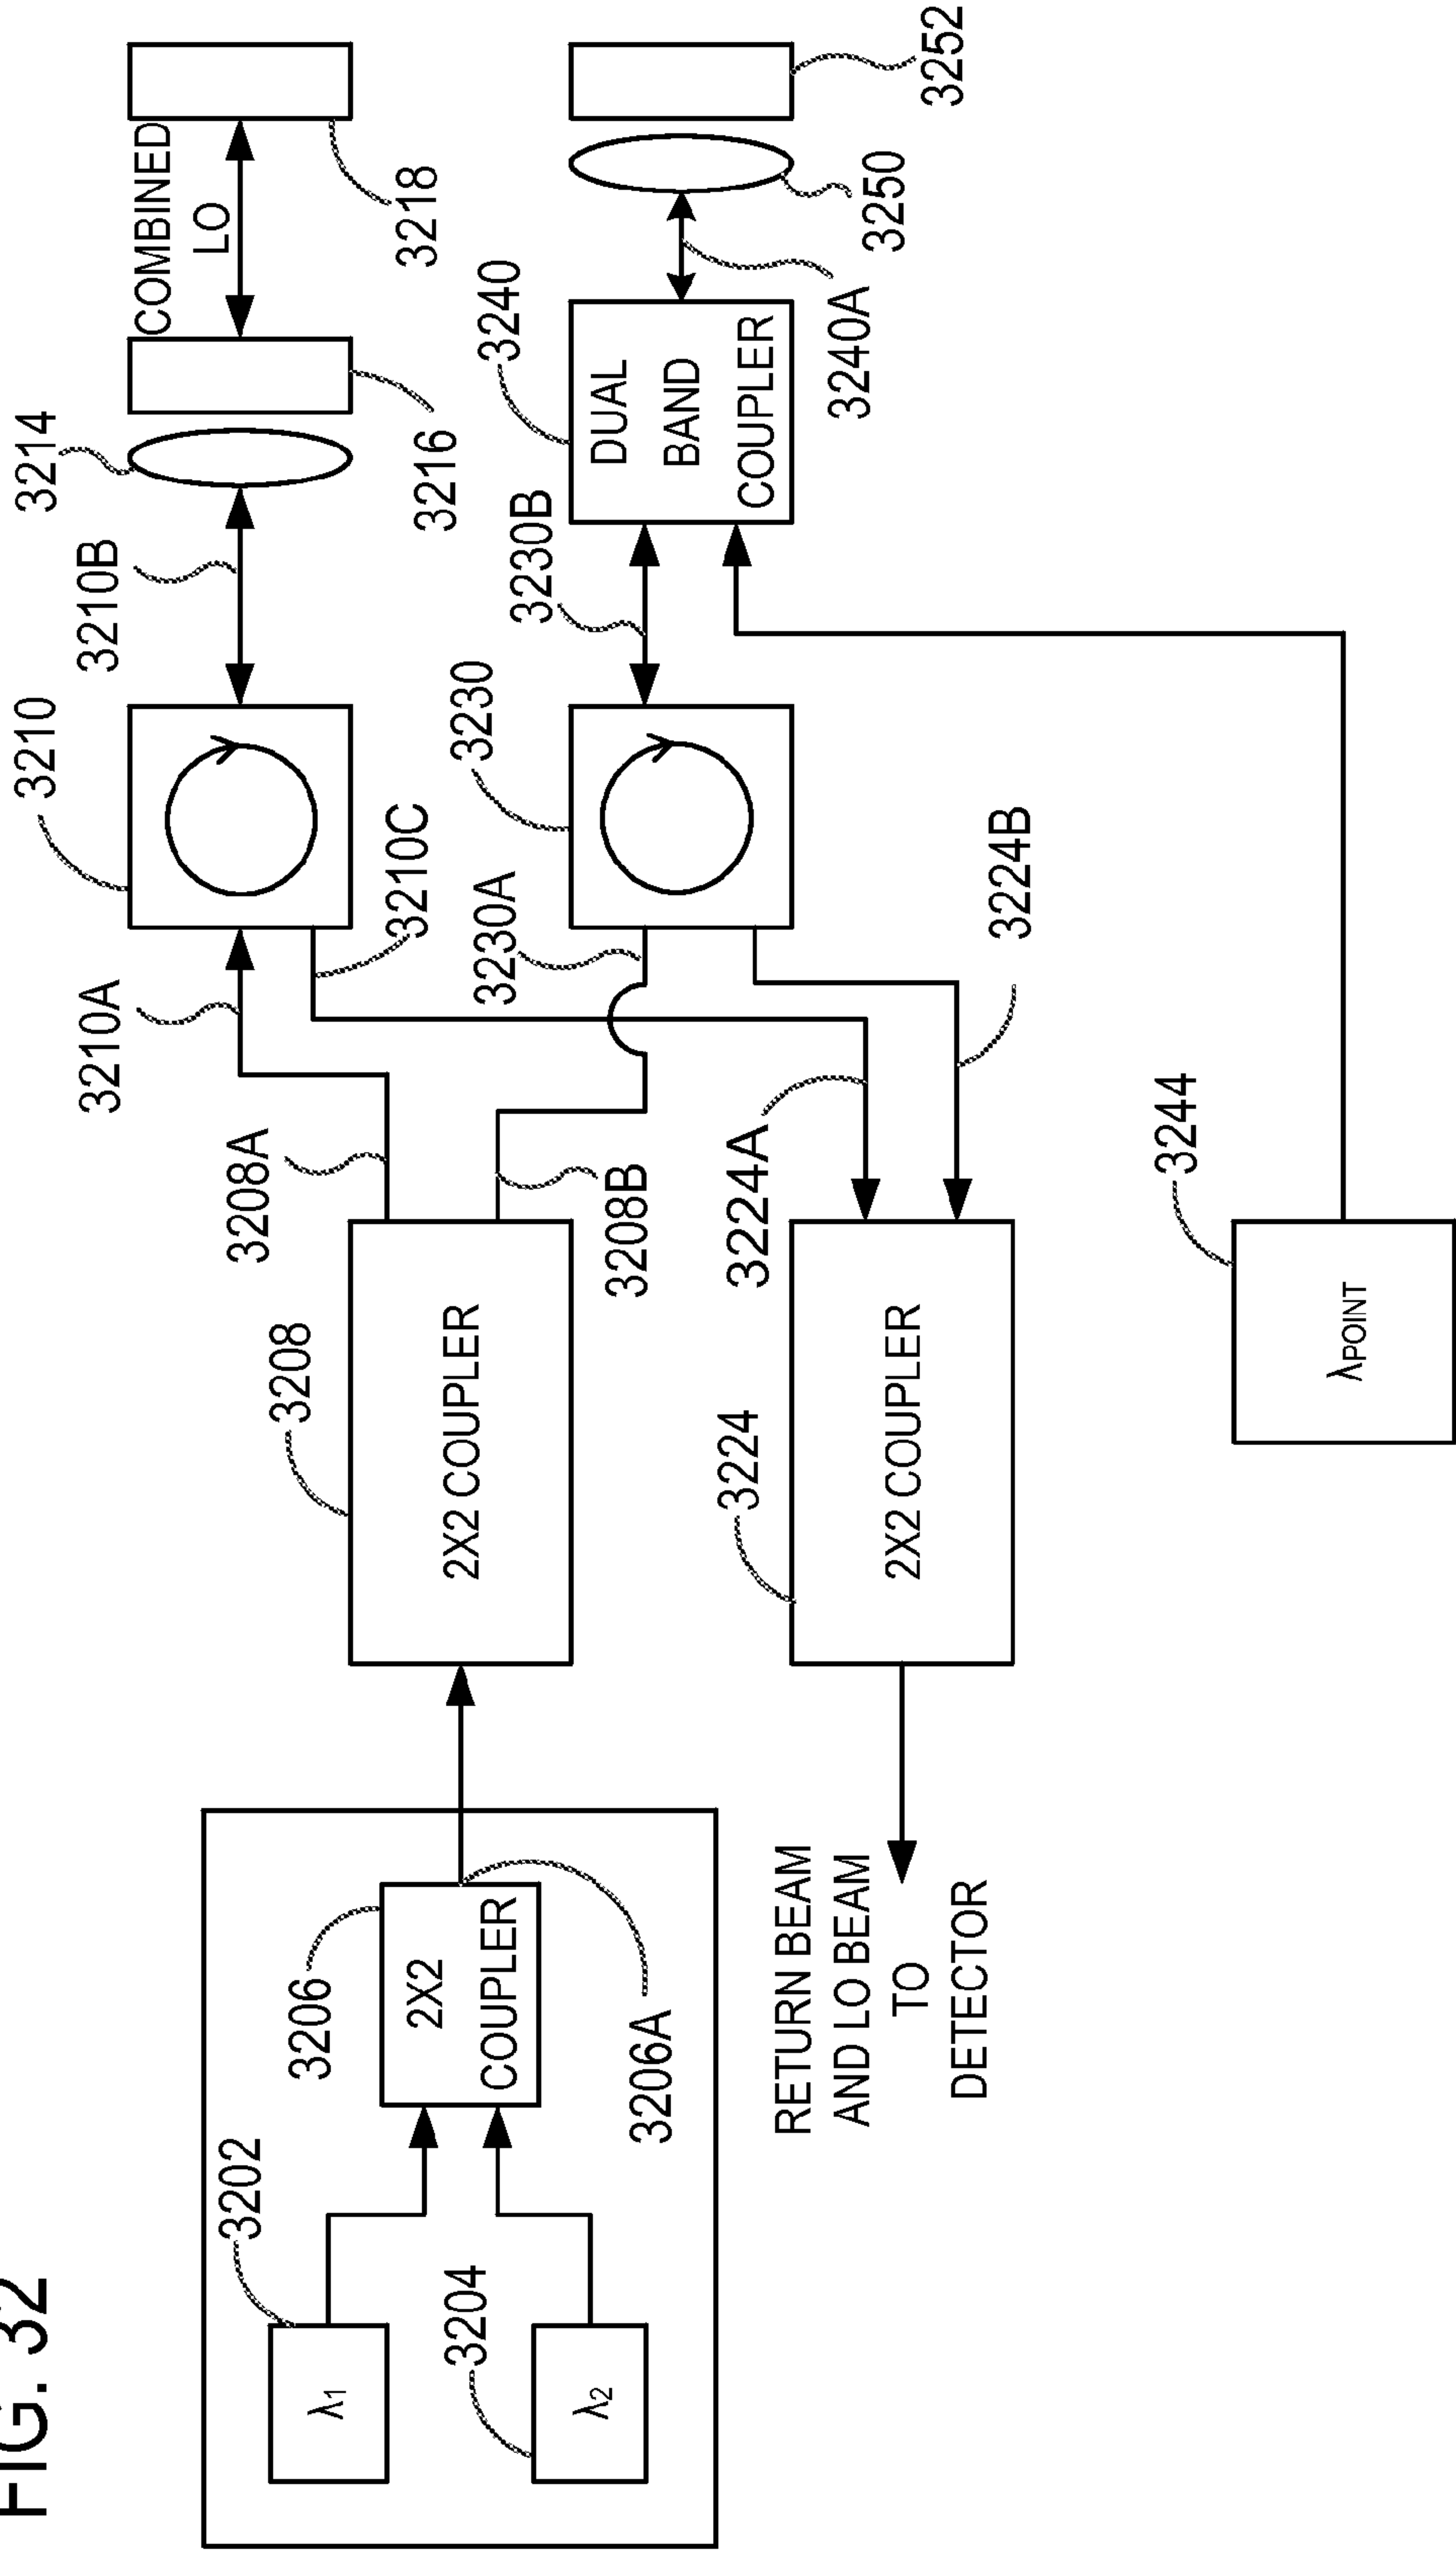 FIG. 32
3202
λ1
3204
λ2
3206
2X2
COUPLER
3206A
3208
2X2 COUPLER
3208A
3208B
3210A
3210
3210B
3210C
3214
3216
COMBINED
LO
3218
3230A
3230
3230B
3240
DUAL
BAND
COUPLER
3240A
3250
3252
3224A
3224B
3224
2X2 COUPLER
RETURN BEAM
AND LO BEAM
TO
DETECTOR
3244
λPOINT